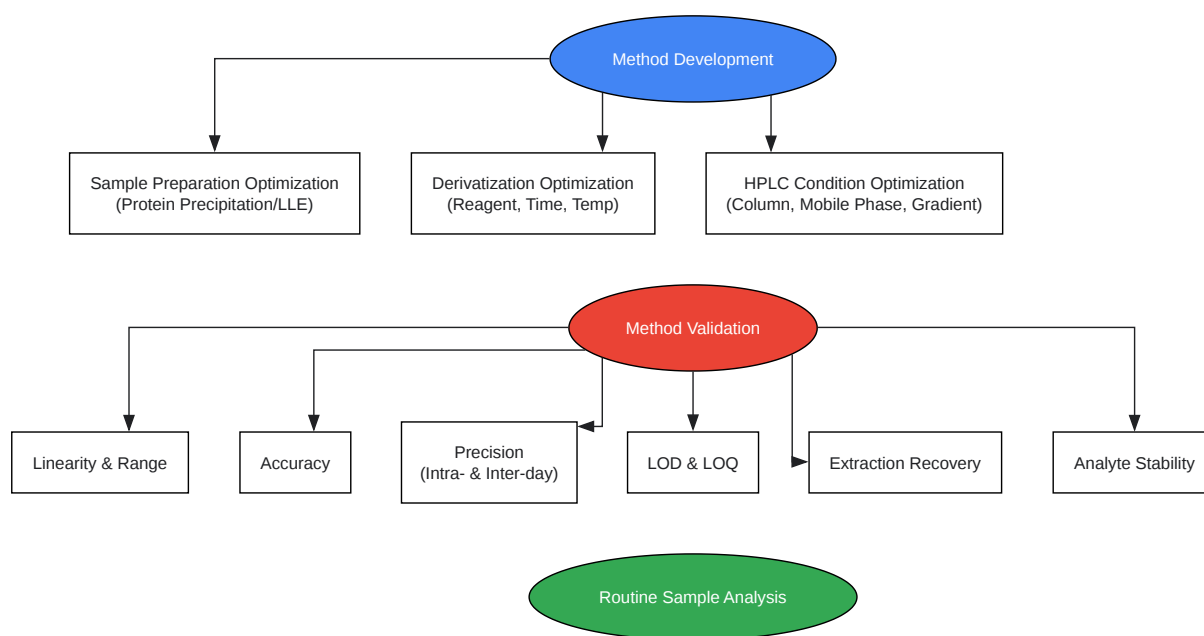 Method Development
Sample Preparation Optimization
(Protein Precipitation/LLE)
Derivatization Optimization
(Reagent, Time, Temp)
HPLC Condition Optimization
(Column, Mobile Phase, Gradient)
Method Validation
Linearity & Range
Accuracy
Precision
(Intra- & Inter-day)
LOD & LOQ
Extraction Recovery
Analyte Stability
Routine Sample Analysis